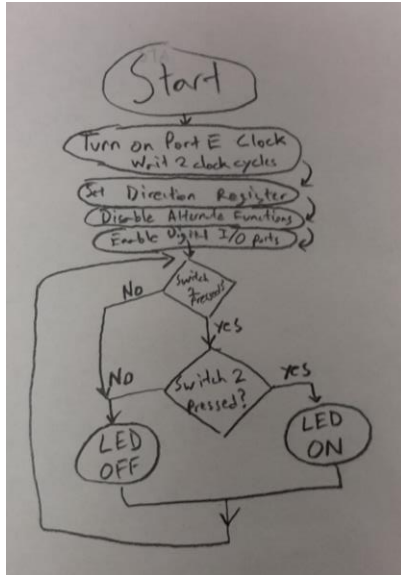 Start
Turn on Port E Clock
Wait 2 clock cycles
Set Direction Register
Disable Alternate Functions
Enable Digital I/O ports
Switch
1
Pressed?
No
yes
Switch 2
Pressed?
No
yes
LED
OFF
LED
ON